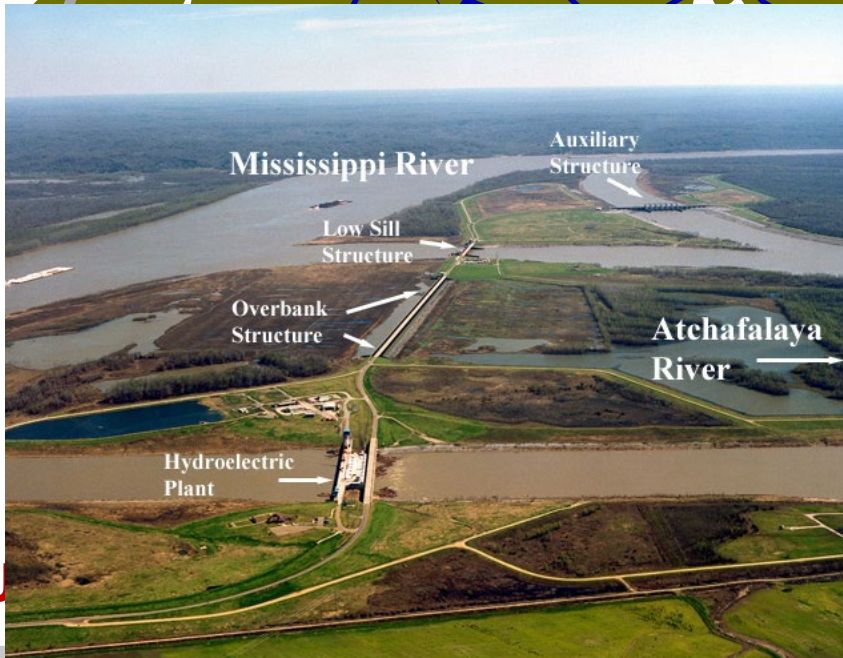 Auxiliary
Structure
Mississippi River
Low Sill
Structure
Overbank
Structure
Atchafalaya
River
Hydroelectric
Plant